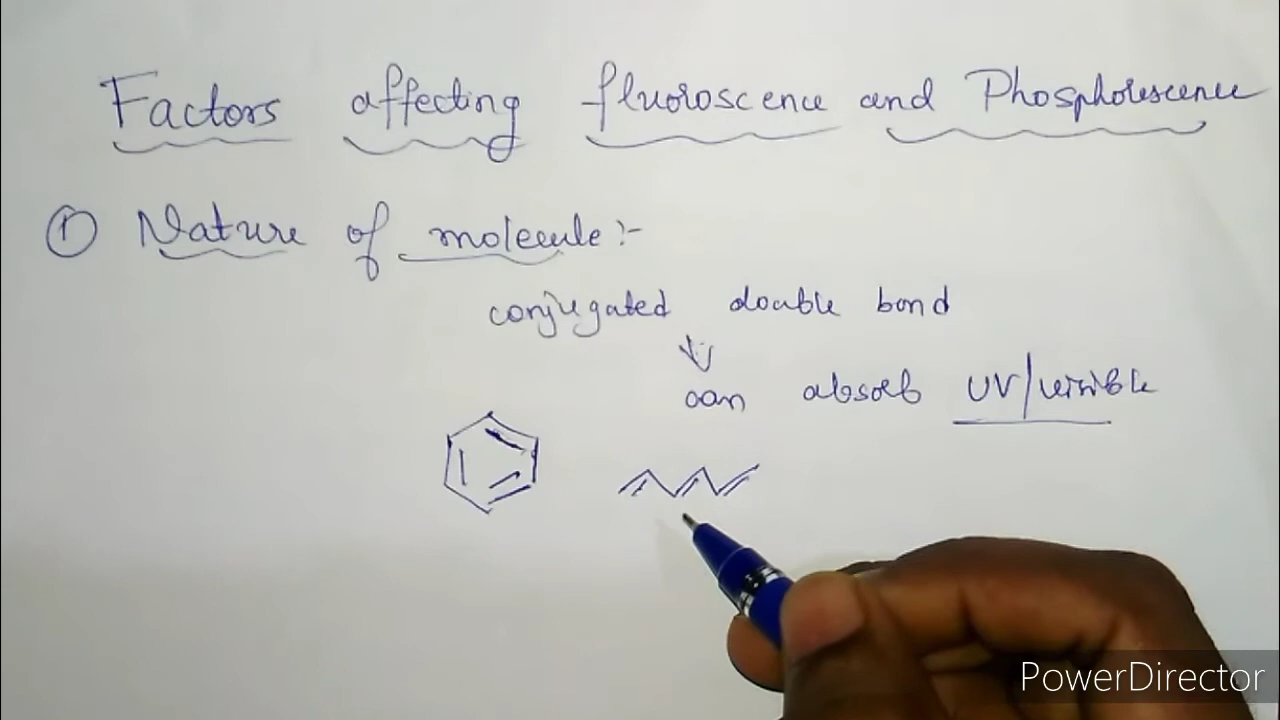 Factors affecting fluoroscence and Phosphorescence
① Nature of molecule:-
conjugated double bond
can absorb UV/visible
PowerDirector